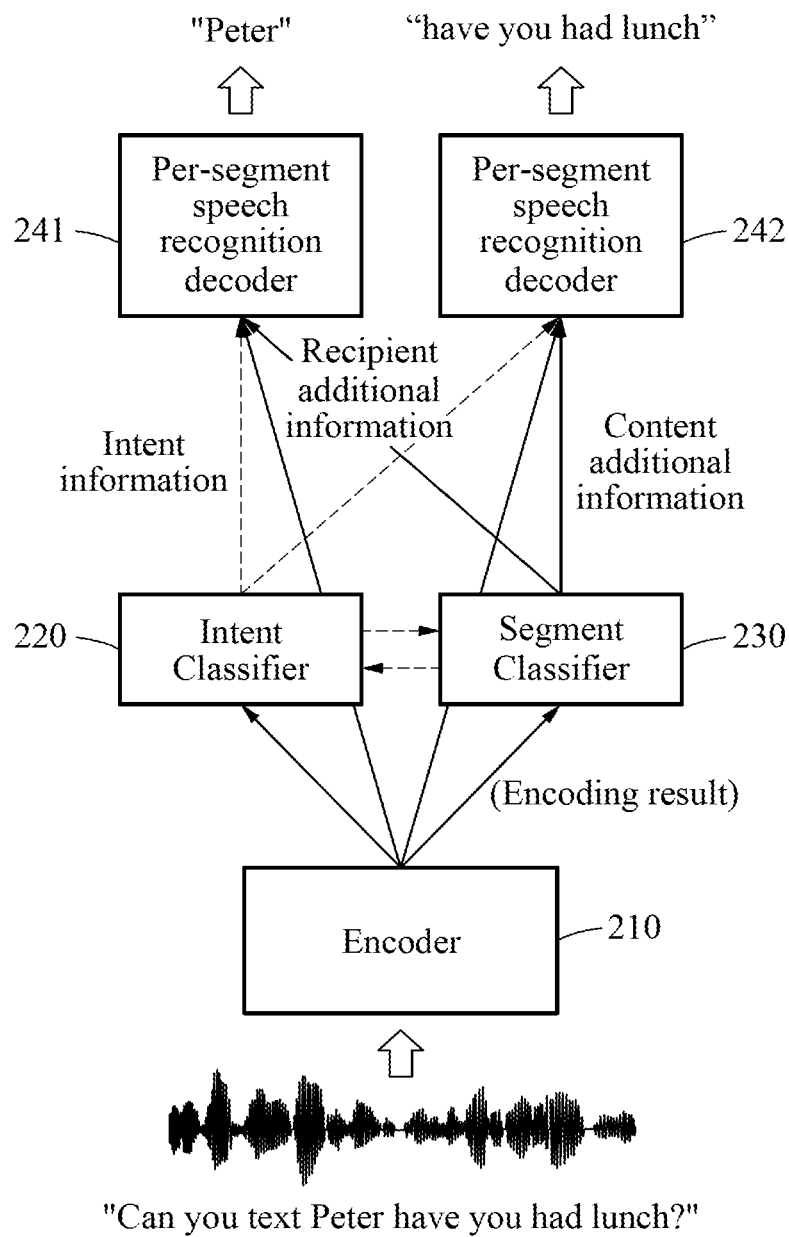 "Peter"
“have you had lunch”
Per-segment
speech
recognition
decoder
Per-segment
speech
recognition
decoder
241
242
Recipient
additional
information
Intent
information
Content
additional
information
220
Intent
Classifier
Segment
Classifier
230
(Encoding result)
Encoder
210
"Can you text Peter have you had lunch?"